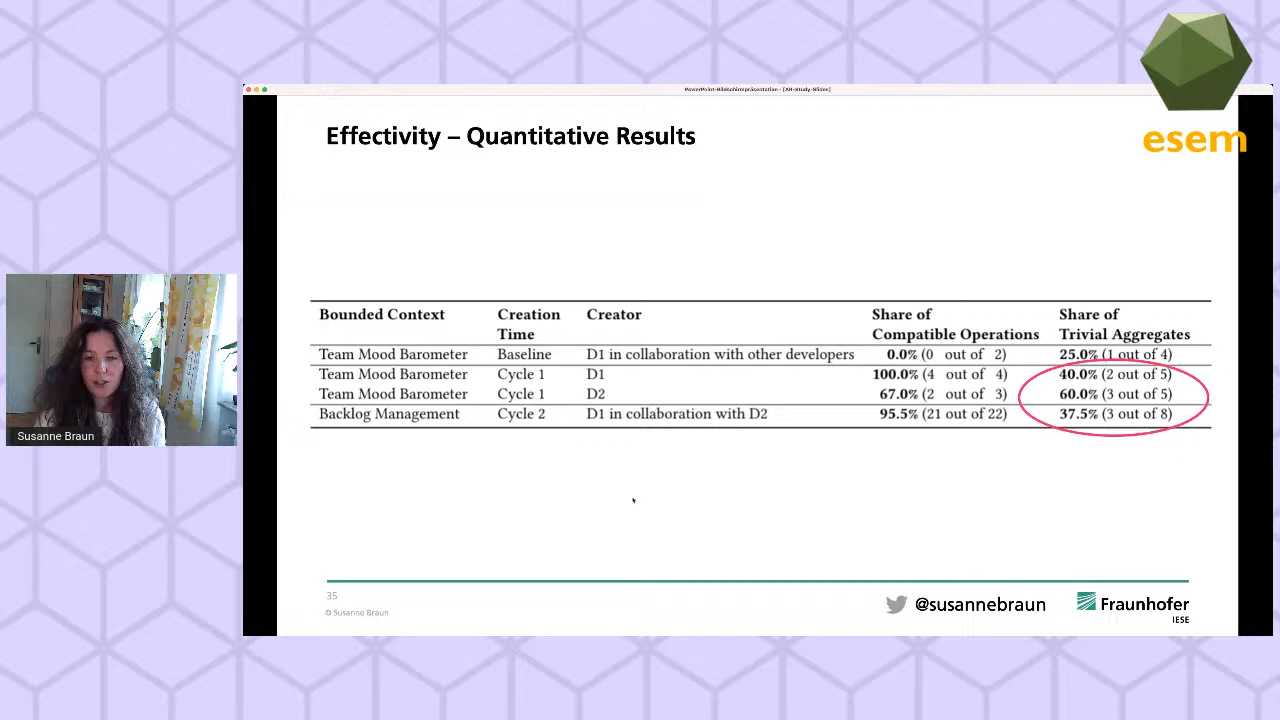 PowerPoint-Bildschirmpräsentation - [AR-Study-Slides]
esem
Effectivity – Quantitative Results
Bounded Context Creation Time Creator Share of Compatible Operations Share of Trivial Aggregates
Team Mood Barometer Baseline D1 in collaboration with other developers 0.0% (0 out of 2) 25.0% (1 out of 4)
Team Mood Barometer Cycle 1 D1 100.0% (4 out of 4) 40.0% (2 out of 5)
Team Mood Barometer Cycle 1 D2 67.0% (2 out of 3) 60.0% (3 out of 5)
Backlog Management Cycle 2 D1 in collaboration with D2 95.5% (21 out of 22) 37.5% (3 out of 8)
Susanne Braun
35
© Susanne Braun
@susannebraun
Fraunhofer
IESE